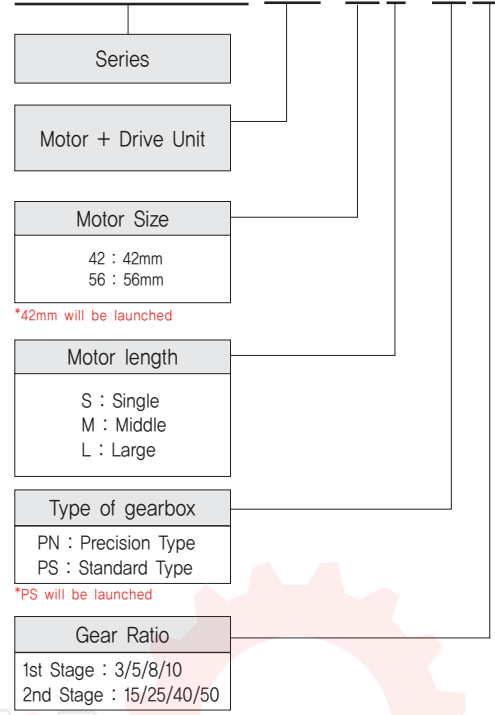 Series
Motor + Drive Unit
Motor Size
42 : 42mm
56 : 56mm
*42mm will be launched
Motor length
S : Single
M : Middle
L : Large
Type of gearbox
PN : Precision Type
PS : Standard Type
*PS will be launched
Gear Ratio
1st Stage : 3/5/8/10
2nd Stage : 15/25/40/50